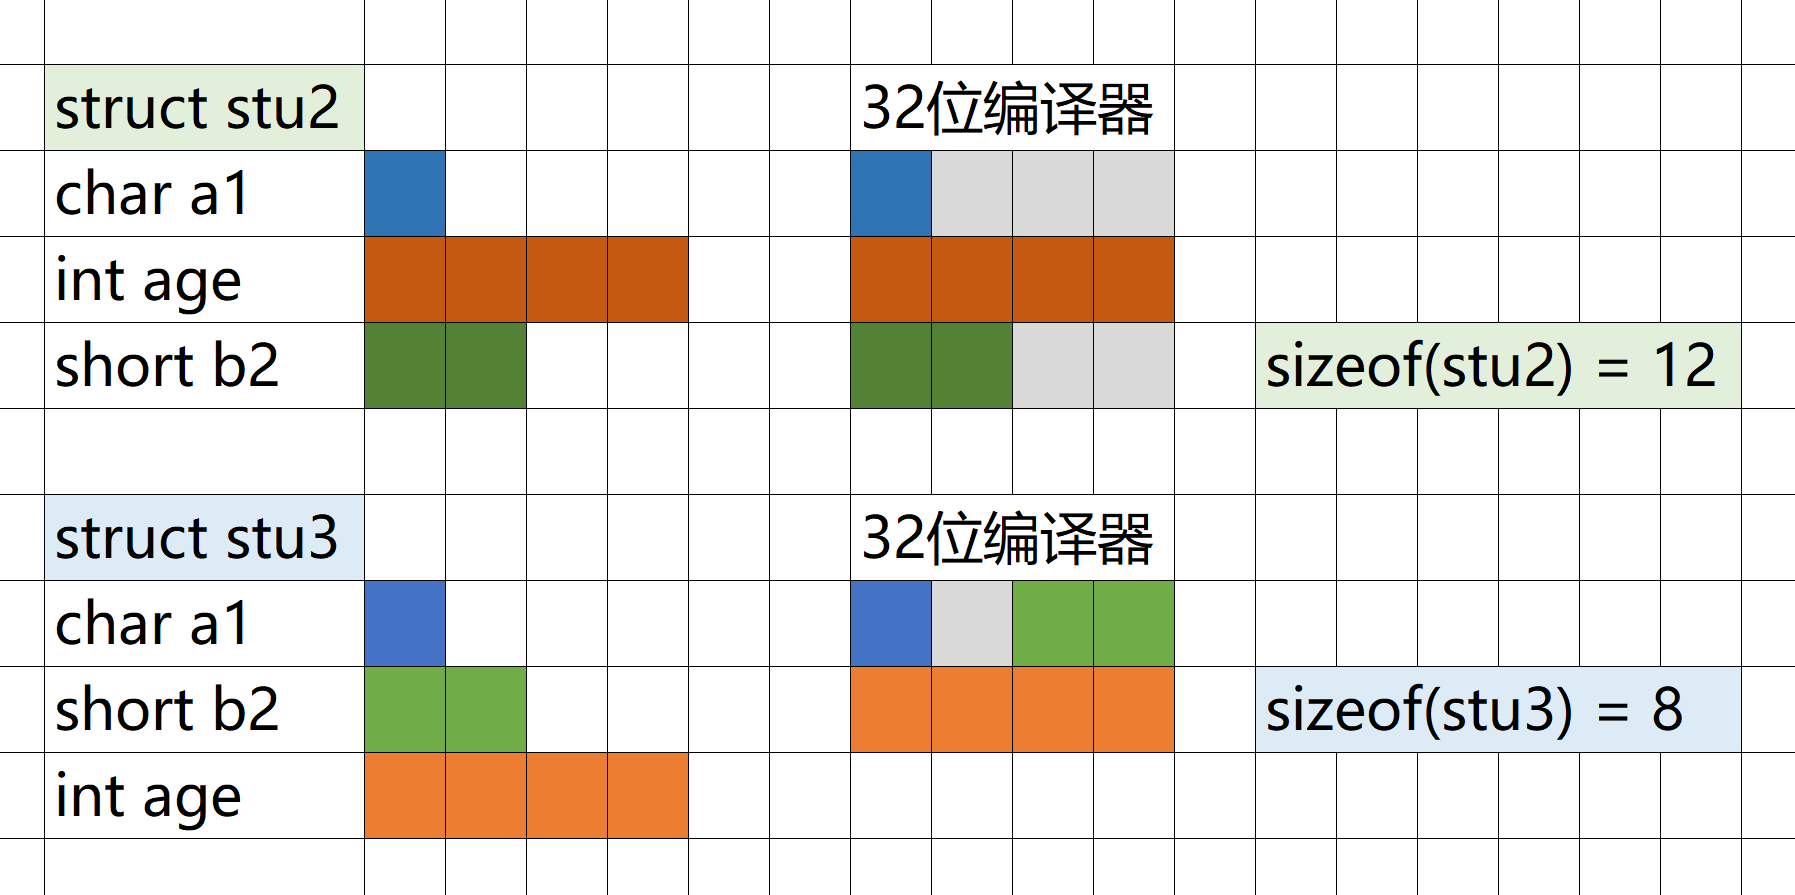 struct stu2
32位编译器
char a1
int age
short b2
sizeof(stu2) = 12
struct stu3
32位编译器
char a1
short b2
sizeof(stu3) = 8
int age